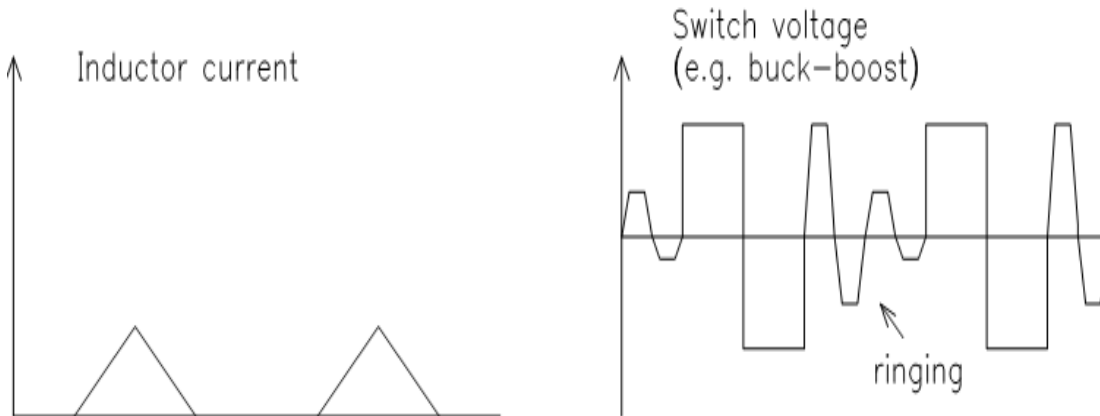 Inductor current
Switch voltage
(e.g. buck-boost)
ringing